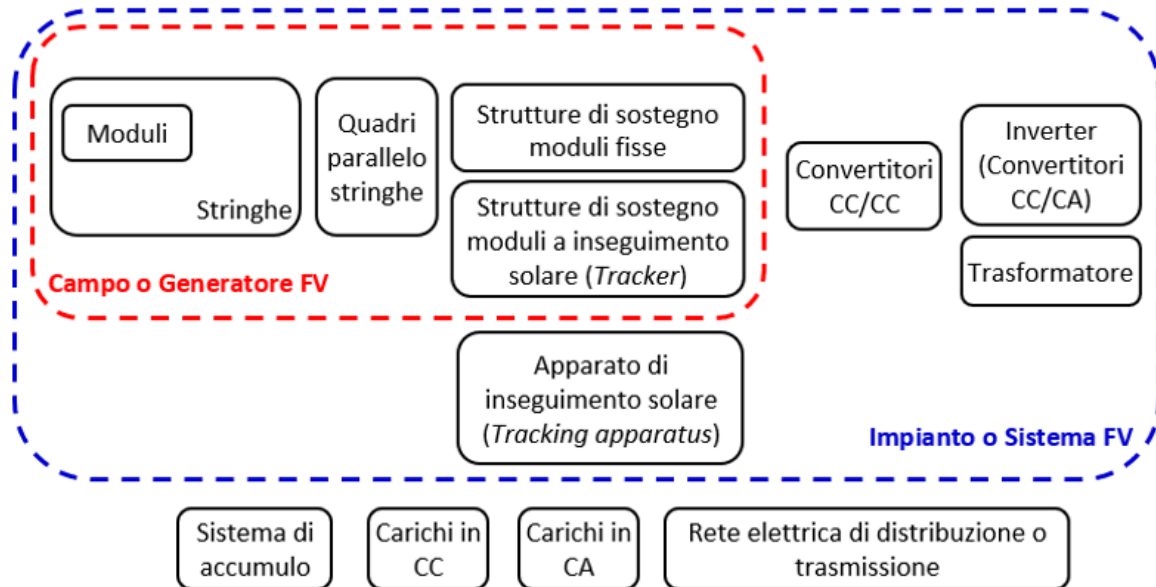 Moduli
Stringhe
Quadri
parallelo
stringhe
Strutture di sostegno
moduli fisse
Strutture di sostegno
moduli a inseguimento
solare (Tracker)
Campo o Generatore FV
Convertitori
CC/CC
Inverter
(Convertitori
CC/CA)
Trasformatore
Apparato di
inseguimento solare
(Tracking apparatus)
Impianto o Sistema FV
Sistema di
accumulo
Carichi in
CC
Carichi in
CA
Rete elettrica di distribuzione o
trasmissione